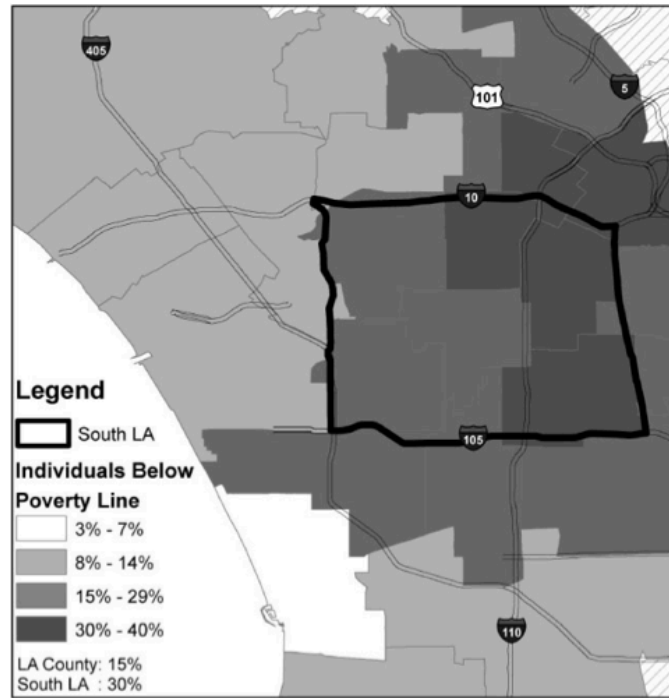 405
101
5
10
Legend
South LA
105
Individuals Below
Poverty Line
3% - 7%
8% - 14%
15% - 29%
30% - 40%
110
LA County: 15%
South LA : 30%